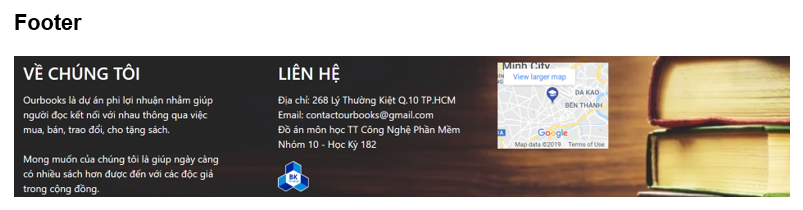 Footer
VỀ CHÚNG TÔI
Ourbooks là dự án phi lợi nhuận nhằm giúp
người đọc kết nối với nhau thông qua việc
mua, bán, trao đổi, cho tặng sách.
Mong muốn của chúng tôi là giúp ngày càng
có nhiều sách hơn được đến với các độc giả
trong cộng đồng.
LIÊN HỆ
Địa chỉ: 268 Lý Thường Kiệt Q.10 TP.HCM
Email: contactourbooks@gmail.com
Đồ án môn học TT Công Nghệ Phần Mềm
Nhóm 10 - Học Kỳ 182
BK
Minh City
View larger map
ĐA KAO
BẾN THÀNH
Google
Map data ©2019 Terms of Use